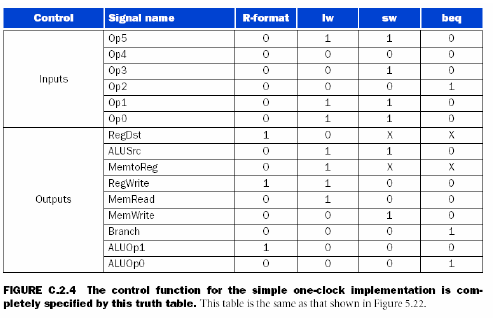 Control Signal name R-format lw sw beq
Inputs
Op5 0 1 1 0
Op4 0 0 0 0
Op3 0 0 1 0
Op2 0 0 0 1
Op1 0 1 1 0
Op0 0 1 1 0
Outputs
RegDst 1 0 X X
ALUSrc 0 1 1 0
MemtoReg 0 1 X X
RegWrite 1 1 0 0
MemRead 0 1 0 0
MemWrite 0 0 1 0
Branch 0 0 0 1
ALUOp1 1 0 0 0
ALUOp0 0 0 0 1
FIGURE C.2.4 The control function for the simple one-clock implementation is com-
pletely specified by this truth table. This table is the same as that shown in Figure 5.22.